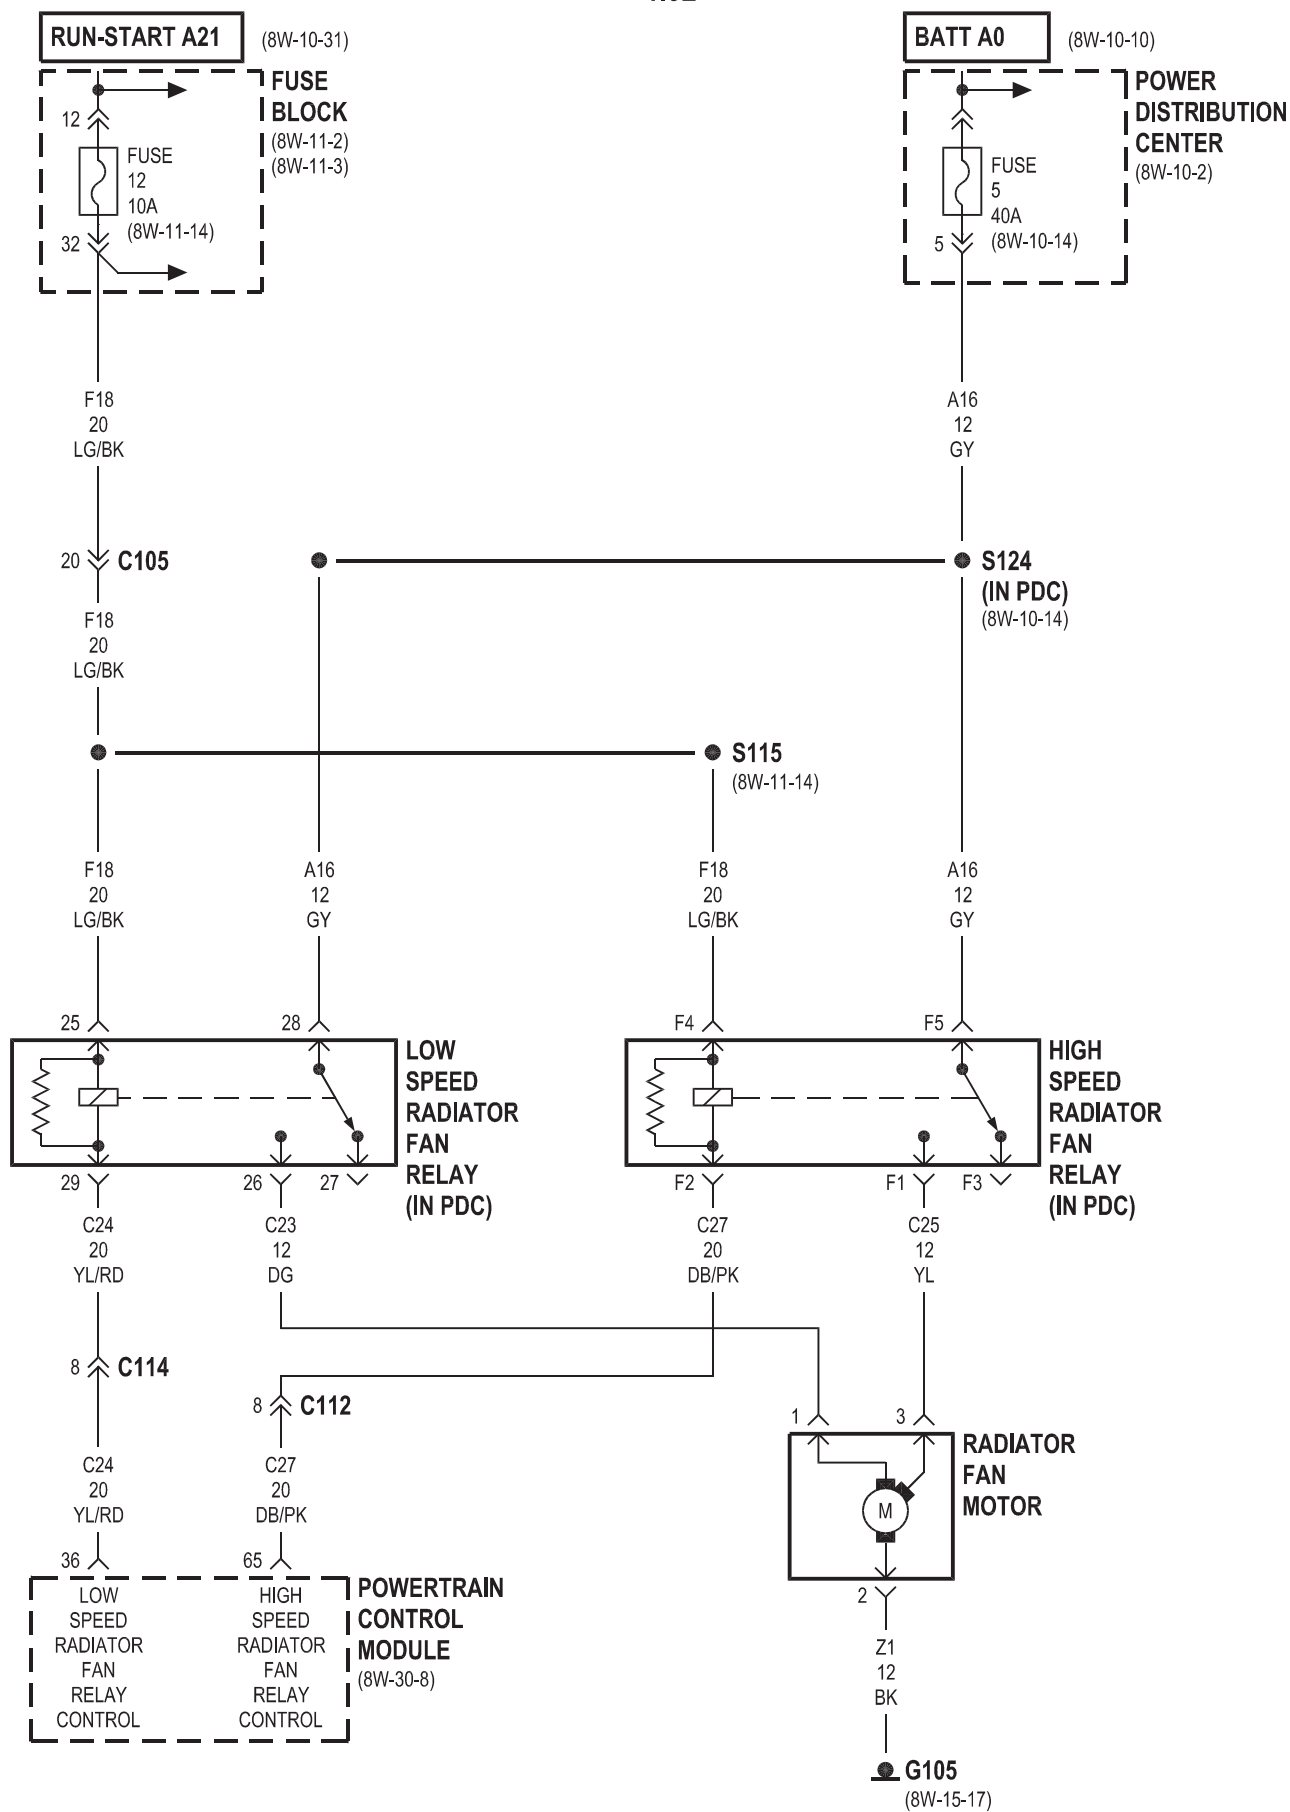 RUN-START A21
(8W-10-31)
BATT A0
(8W-10-10)
FUSE
BLOCK
(8W-11-2)
(8W-11-3)
12
FUSE
12
10A
(8W-11-14)
32
POWER
DISTRIBUTION
CENTER
(8W-10-2)
FUSE
5
40A
(8W-10-14)
5
F18
20
LG/BK
A16
12
GY
20
C105
S124
(IN PDC)
(8W-10-14)
F18
20
LG/BK
S115
(8W-11-14)
F18
20
LG/BK
A16
12
GY
F18
20
LG/BK
A16
12
GY
25
28
F4
F5
LOW
SPEED
RADIATOR
FAN
RELAY
(IN PDC)
HIGH
SPEED
RADIATOR
FAN
RELAY
(IN PDC)
29
26
27
F2
F1
F3
C24
20
YL/RD
C23
12
DG
C27
20
DB/PK
C25
12
YL
8
C114
8
C112
1
3
RADIATOR
FAN
MOTOR
M
2
C24
20
YL/RD
C27
20
DB/PK
36
65
LOW
SPEED
RADIATOR
FAN
RELAY
CONTROL
HIGH
SPEED
RADIATOR
FAN
RELAY
CONTROL
POWERTRAIN
CONTROL
MODULE
(8W-30-8)
Z1
12
BK
G105
(8W-15-17)